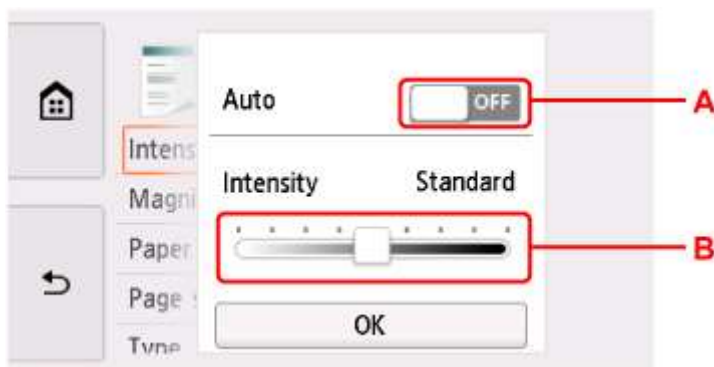 Auto OFF A
Intens
Intensity Standard
Magni
Paper B
Page
OK
Type